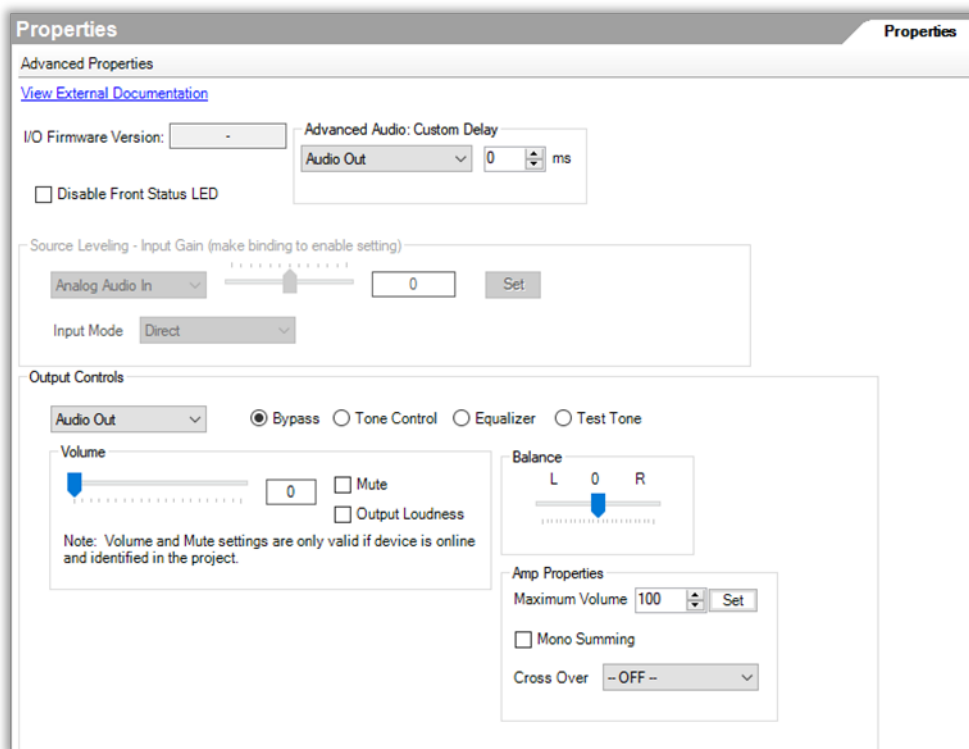 Properties
Properties
Advanced Properties
View External Documentation
I/O Firmware Version: -
Advanced Audio: Custom Delay
Audio Out 0 ms
Disable Front Status LED
Source Leveling - Input Gain (make binding to enable setting)
Analog Audio In 0 Set
Input Mode Direct
Output Controls
Audio Out Bypass Tone Control Equalizer Test Tone
Volume
0 Mute
Output Loudness
Note: Volume and Mute settings are only valid if device is online
and identified in the project.
Balance
L 0 R
Amp Properties
Maximum Volume 100 Set
Mono Summing
Cross Over -- OFF --